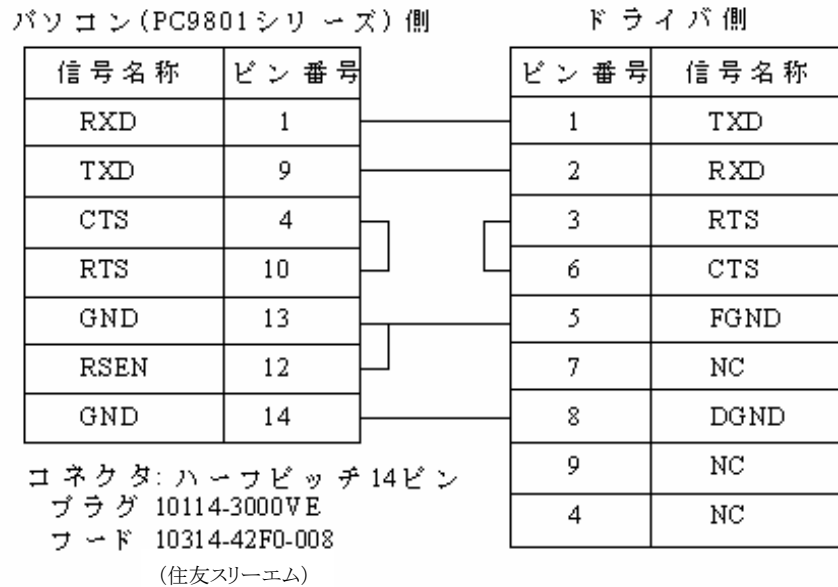 パソコン(PC9801シリーズ)側 ドライバ側
信号名称 ピン番号 ピン番号 信号名称
RXD 1 1 TXD
TXD 9 2 RXD
CTS 4 3 RTS
RTS 10 6 CTS
GND 13 5 FGND
RSEN 12 7 NC
GND 14 8 DGND
9 NC
4 NC
コネクタ:ハーフピッチ14ピン
プラグ 10114-3000VE
フード 10314-42F0-008
(住友スリーエム)